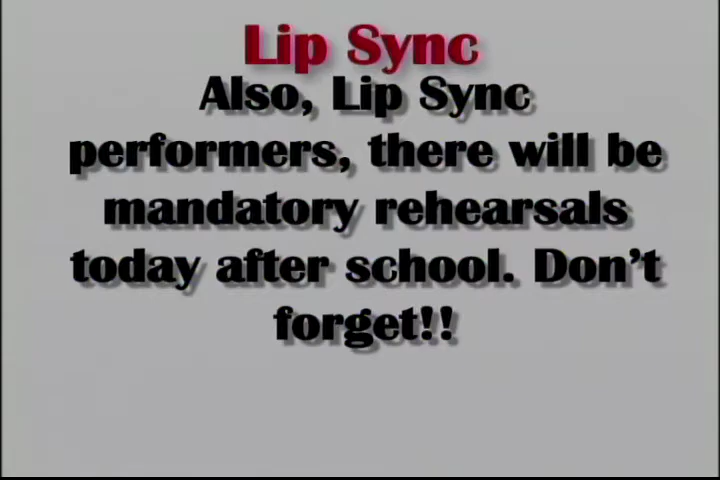 Lip Sync
Also, Lip Sync
performers, there will be
mandatory rehearsals
today after school. Don't
forget!!